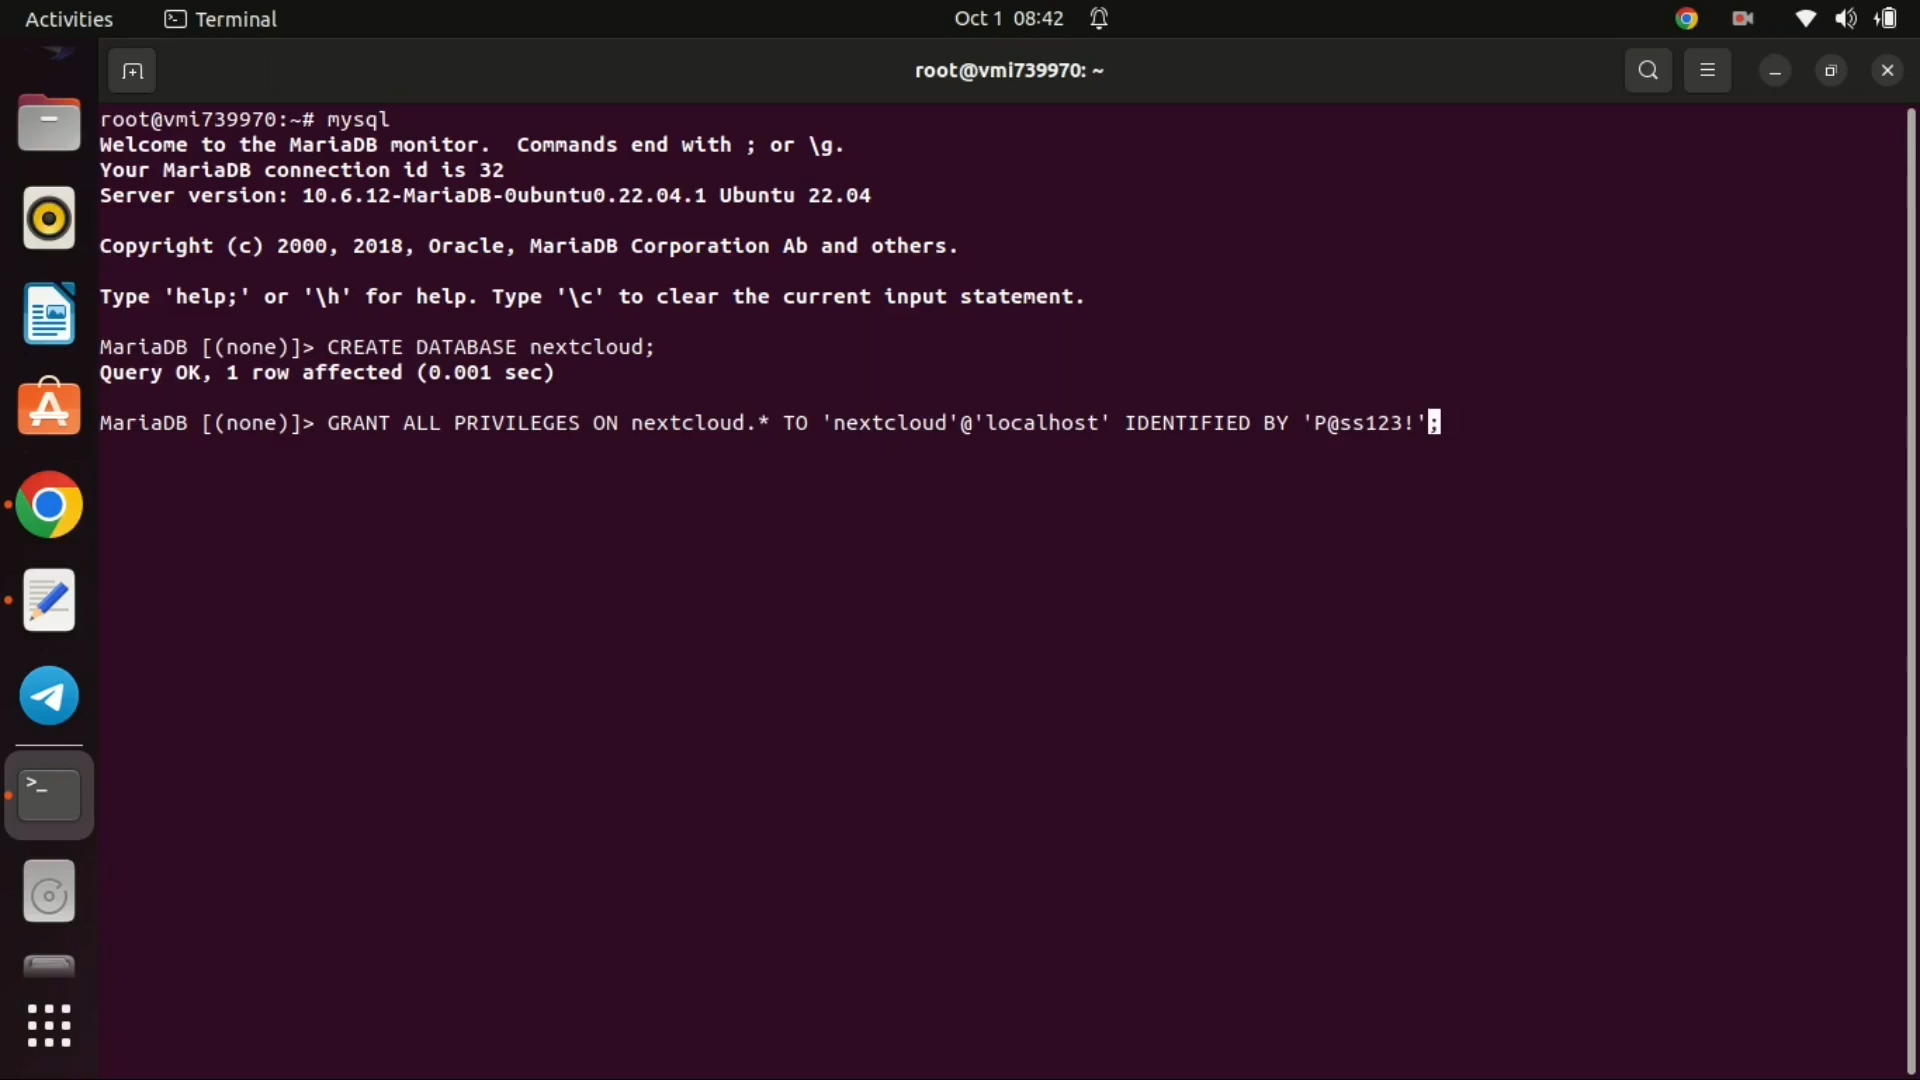 Activities
Terminal
Oct 1 08:42
root@vmi739970: ~
root@vmi739970:~# mysql
Welcome to the MariaDB monitor.  Commands end with ; or \g.
Your MariaDB connection id is 32
Server version: 10.6.12-MariaDB-0ubuntu0.22.04.1 Ubuntu 22.04
Copyright (c) 2000, 2018, Oracle, MariaDB Corporation Ab and others.
Type 'help;' or '\h' for help. Type '\c' to clear the current input statement.
MariaDB [(none)]> CREATE DATABASE nextcloud;
Query OK, 1 row affected (0.001 sec)
MariaDB [(none)]> GRANT ALL PRIVILEGES ON nextcloud.* TO 'nextcloud'@'localhost' IDENTIFIED BY 'P@ss123!';